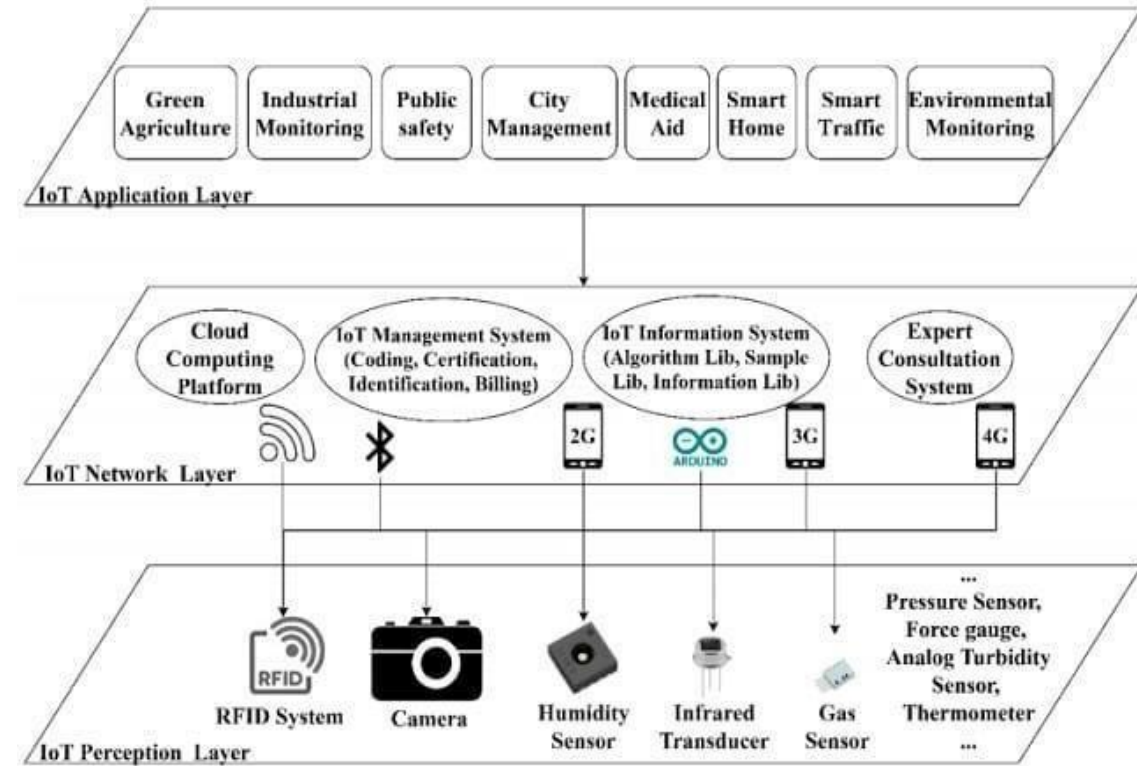 Green
Agriculture
Industrial
Monitoring
Public
safety
City
Management
Medical
Aid
Smart
Home
Smart
Traffic
Environmental
Monitoring
IoT Application Layer
Cloud
Computing
Platform
IoT Management System
(Coding, Certification,
Identification, Billing)
IoT Information System
(Algorithm Lib, Sample
Lib, Information Lib)
Expert
Consultation
System
2G
ARDUINO
3G
4G
IoT Network Layer
RFID
RFID System
Camera
Humidity
Sensor
Infrared
Transducer
Gas
Sensor
...
Pressure Sensor,
Force gauge,
Analog Turbidity
Sensor,
Thermometer
...
IoT Perception Layer